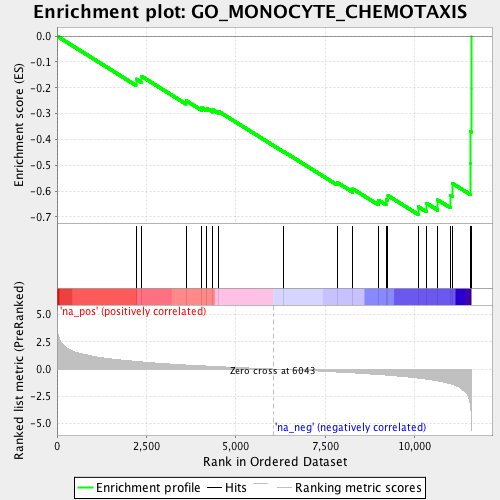 Enrichment plot: GO_MONOCYTE_CHEMOTAXIS
Enrichment score (ES)
0.0
-0.1
-0.2
-0.3
-0.4
-0.5
-0.6
-0.7
'na_pos' (positively correlated)
Ranked list metric (PreRanked)
5.0
2.5
0.0
-2.5
-5.0
Zero cross at 6043
'na_neg' (negatively correlated)
0
2,500
5,000
7,500
10,000
Rank in Ordered Dataset
Enrichment profile
Hits
Ranking metric scores